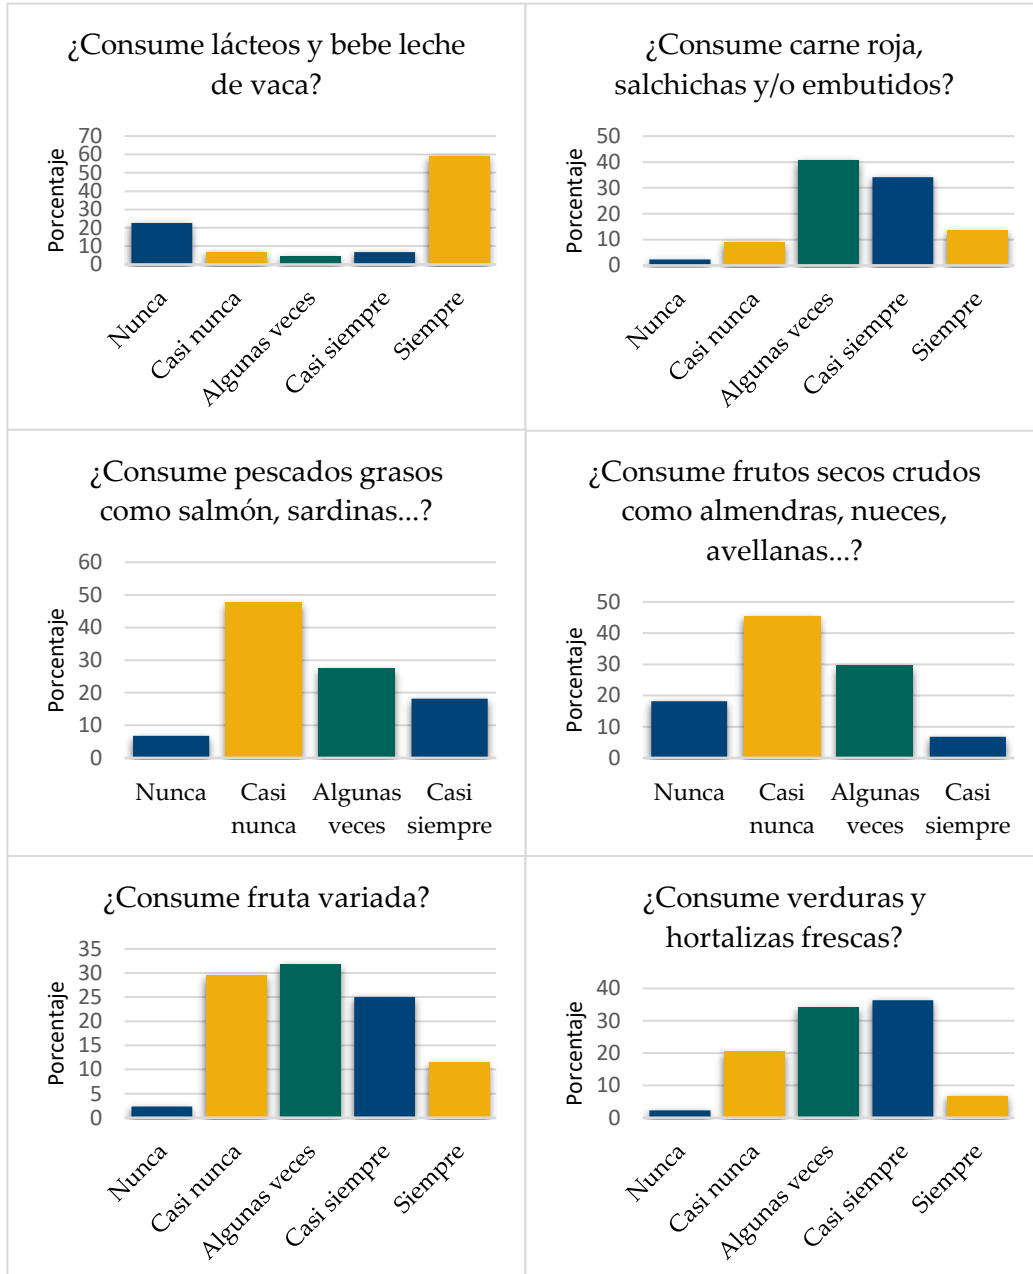 ¿Consume lácteos y bebe leche
de vaca?
Porcentaje
70
60
50
40
30
20
10
0
Nunca
Casi nunca
Algunas veces
Casi siempre
Siempre
¿Consume carne roja,
salchichas y/o embutidos?
Porcentaje
50
40
30
20
10
0
Nunca
Casi nunca
Algunas veces
Casi siempre
Siempre
¿Consume pescados grasos
como salmón, sardinas...?
Porcentaje
60
50
40
30
20
10
0
Nunca
Casi
nunca
Algunas
veces
Casi
siempre
¿Consume frutos secos crudos
como almendras, nueces,
avellanas...?
Porcentaje
50
40
30
20
10
0
Nunca
Casi
nunca
Algunas
veces
Casi
siempre
¿Consume fruta variada?
Porcentaje
35
30
25
20
15
10
5
0
Nunca
Casi nunca
Algunas veces
Casi siempre
Siempre
¿Consume verduras y
hortalizas frescas?
Porcentaje
40
30
20
10
0
Nunca
Casi nunca
Algunas veces
Casi siempre
Siempre